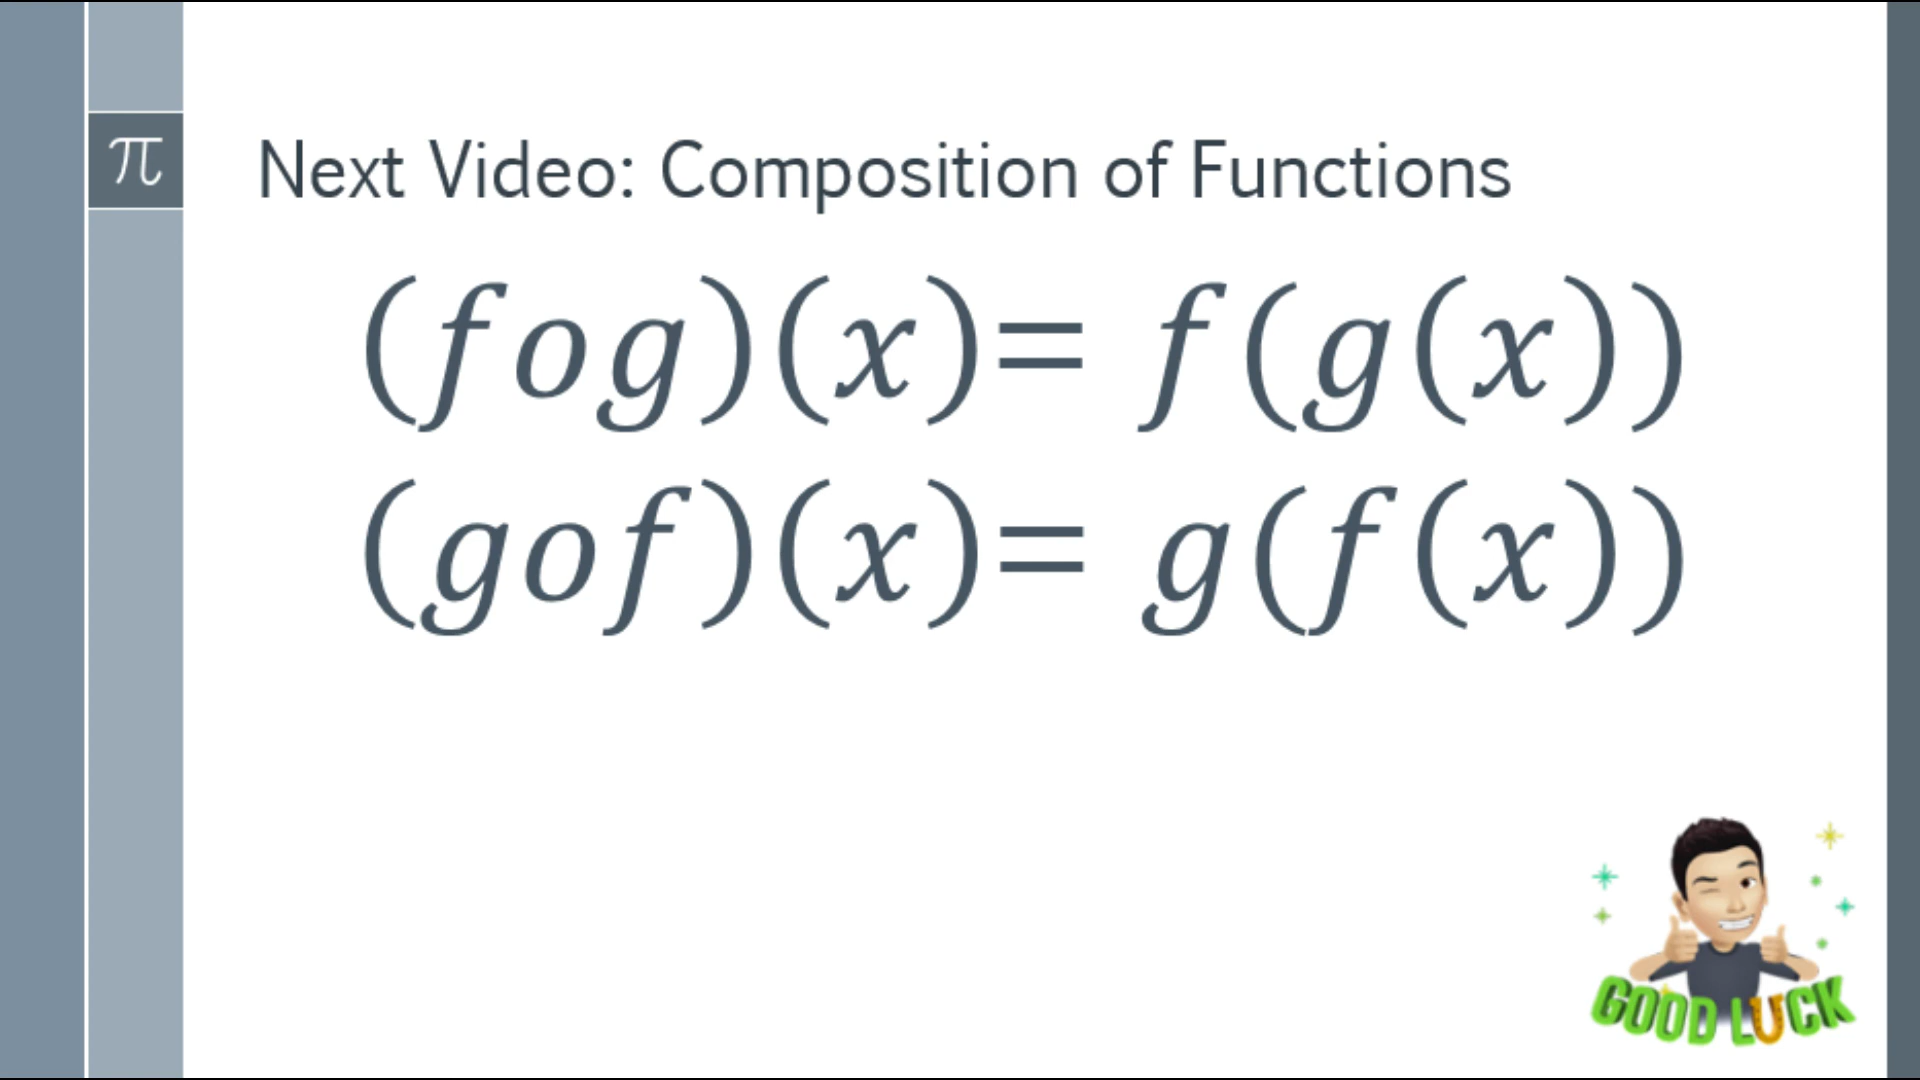 π
Next Video: Composition of Functions
(fog)(x)= f(g(x))
(gof)(x)= g(f(x))
GOOD LUCK